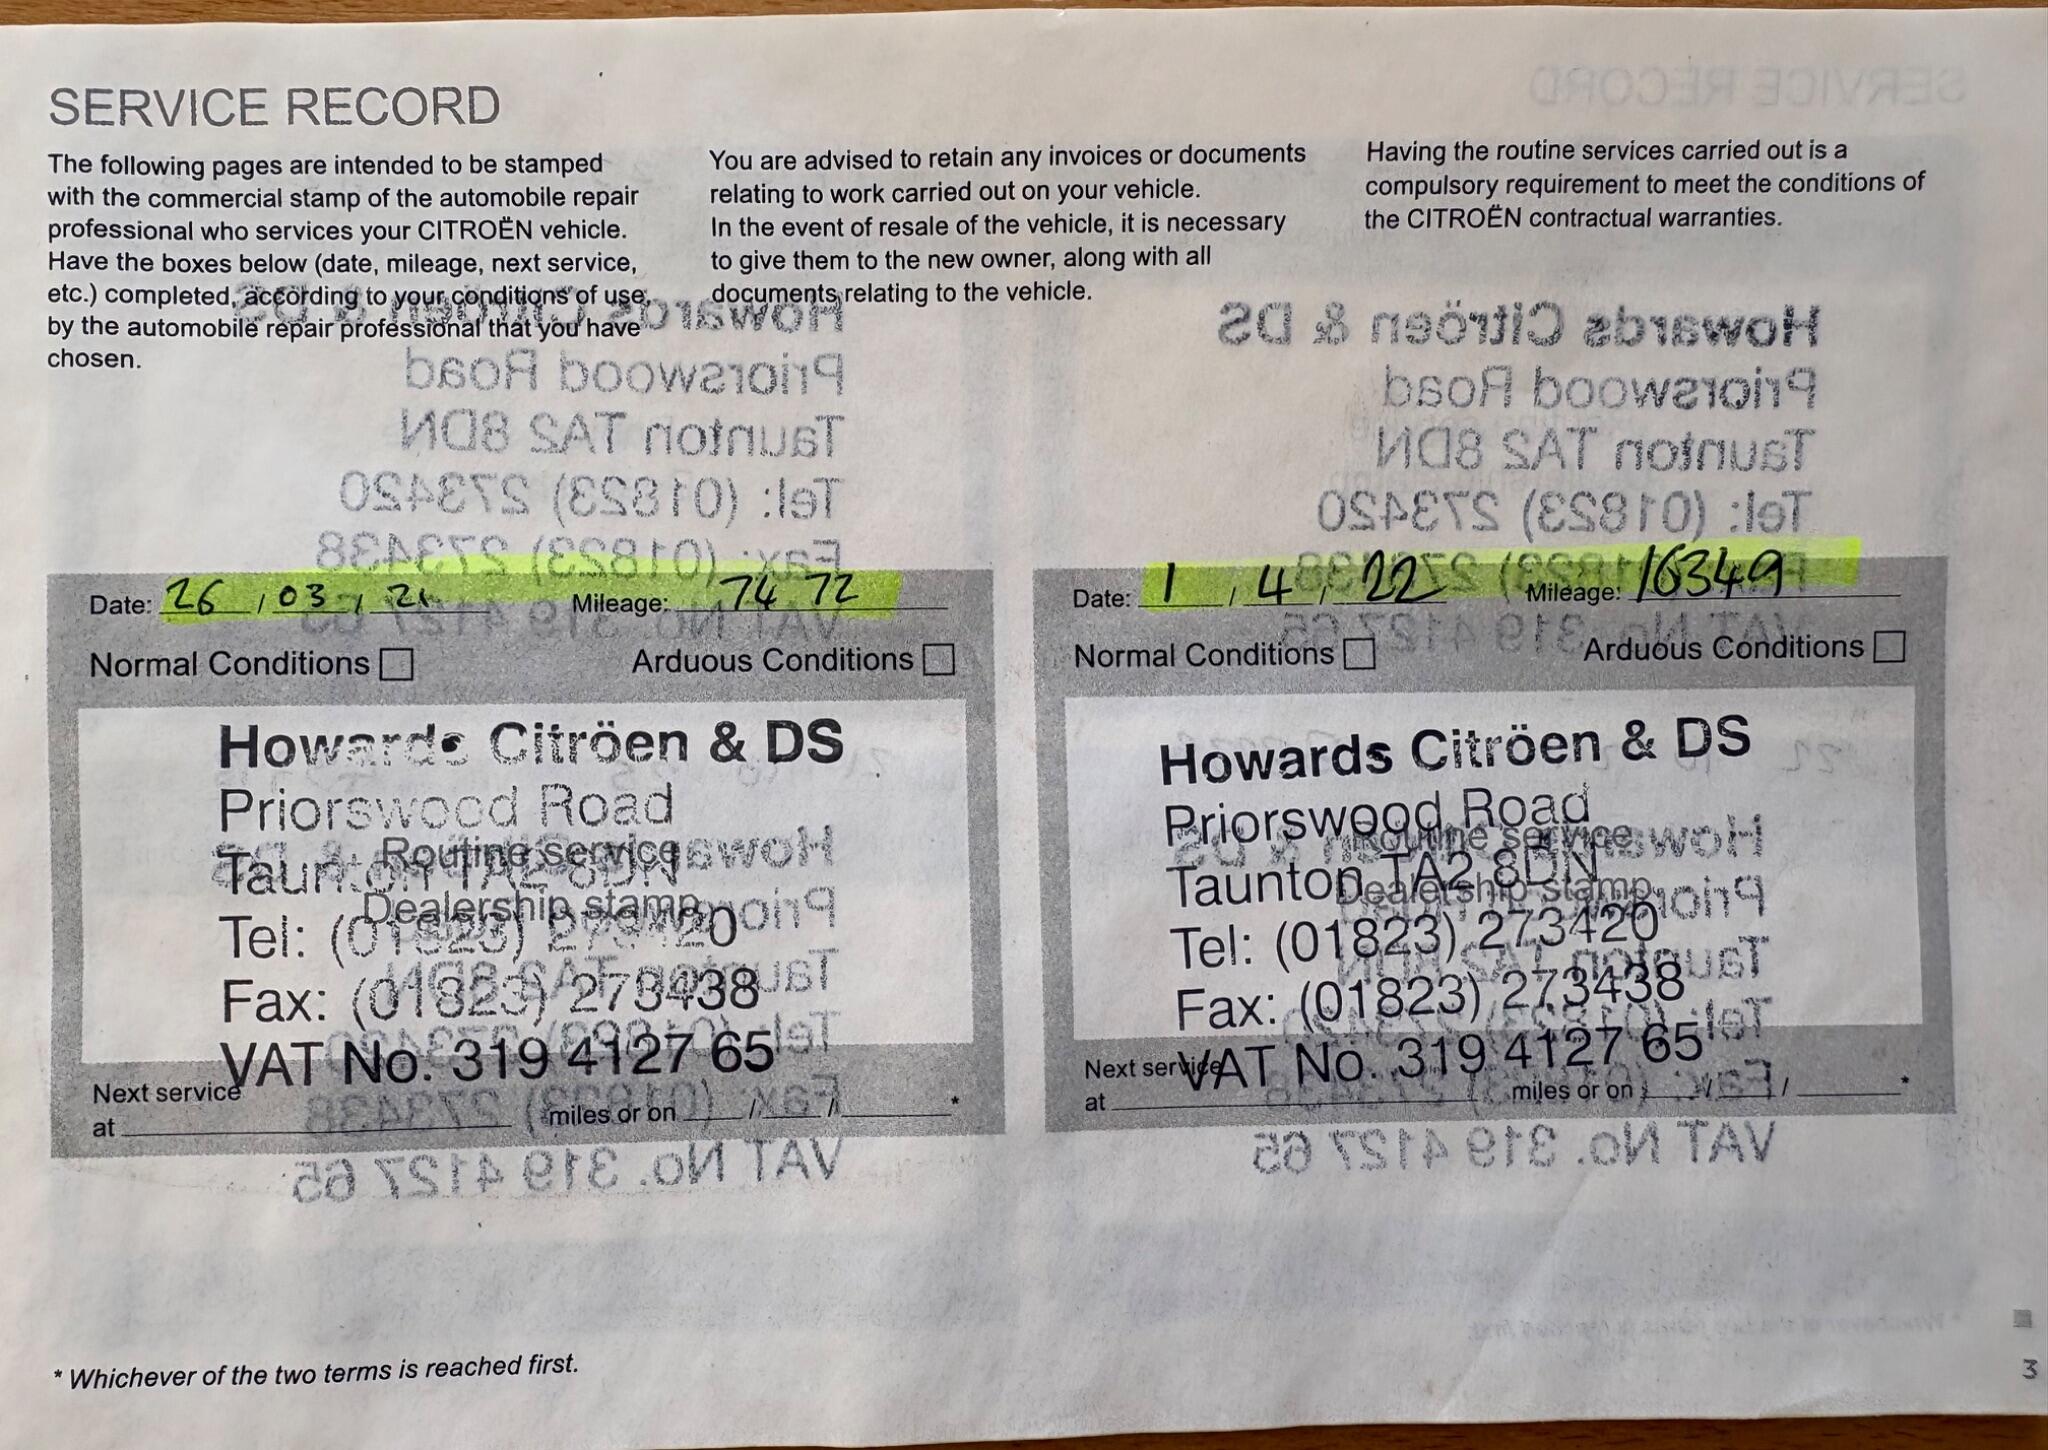 SERVICE RECORD
The following pages are intended to be stamped
with the commercial stamp of the automobile repair
professional who services your CITROËN vehicle.
Have the boxes below (date, mileage, next service,
etc.) completed, according to your conditions of use,
by the automobile repair professional that you have
chosen.
You are advised to retain any invoices or documents
relating to work carried out on your vehicle.
In the event of resale of the vehicle, it is necessary
to give them to the new owner, along with all
documents relating to the vehicle.
Having the routine services carried out is a
compulsory requirement to meet the conditions of
the CITROËN contractual warranties.
Date: 26 / 03 / 21 Mileage: 7472
Normal Conditions Arduous Conditions
Howards Citröen & DS
Priorswood Road
Routine service
Taunton TA2 8DN
Dealership stamp
Tel: (01823) 273420
Fax: (01823) 273438
VAT No. 319 4127 65
Next service
at miles or on / / *
Date: 1 / 4 / 22 Mileage: 16349
Normal Conditions Arduous Conditions
Howards Citröen & DS
Priorswood Road
Routine service
Taunton TA2 8DN
Dealership stamp
Tel: (01823) 273420
Fax: (01823) 273438
VAT No. 319 4127 65
Next service
at miles or on / / *
* Whichever of the two terms is reached first.
3